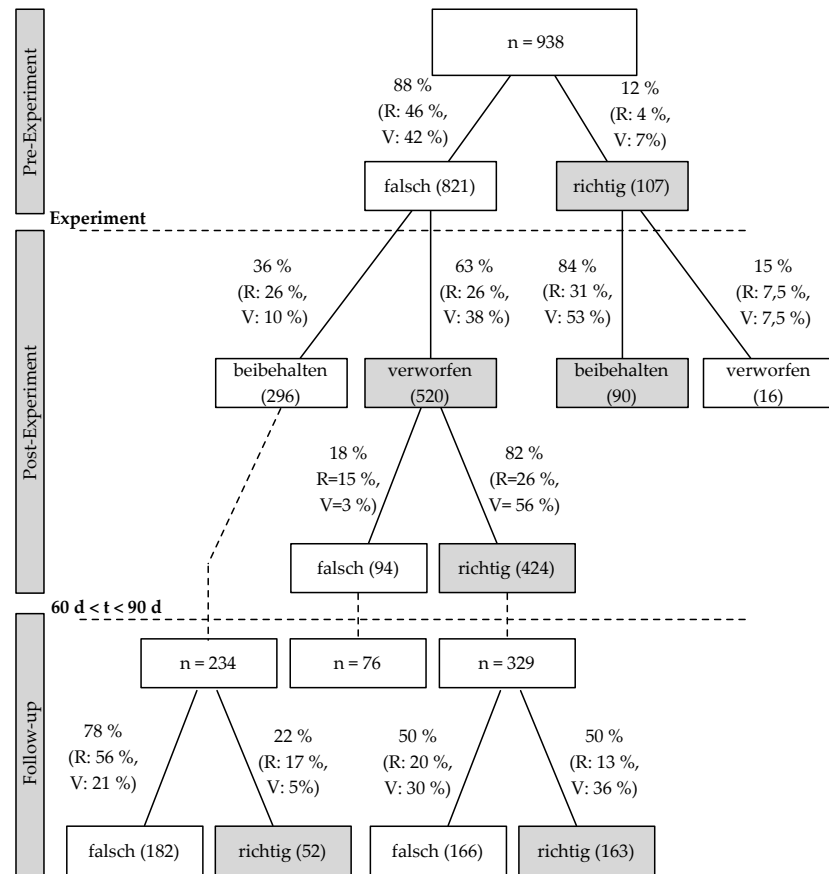 Pre-Experiment
n = 938
88 %
(R: 46 %,
V: 42 %)
12 %
(R: 4 %,
V: 7%)
falsch (821)
richtig (107)
Experiment
Post-Experiment
36 %
(R: 26 %,
V: 10 %)
63 %
(R: 26 %,
V: 38 %)
84 %
(R: 31 %,
V: 53 %)
15 %
(R: 7,5 %,
V: 7,5 %)
beibehalten
(296)
verworfen
(520)
beibehalten
(90)
verworfen
(16)
18 %
R=15 %,
V=3 %)
82 %
(R=26 %,
V= 56 %)
falsch (94)
richtig (424)
60 d < t < 90 d
Follow-up
n = 234
n = 76
n = 329
78 %
(R: 56 %,
V: 21 %)
22 %
(R: 17 %,
V: 5%)
50 %
(R: 20 %,
V: 30 %)
50 %
(R: 13 %,
V: 36 %)
falsch (182)
richtig (52)
falsch (166)
richtig (163)